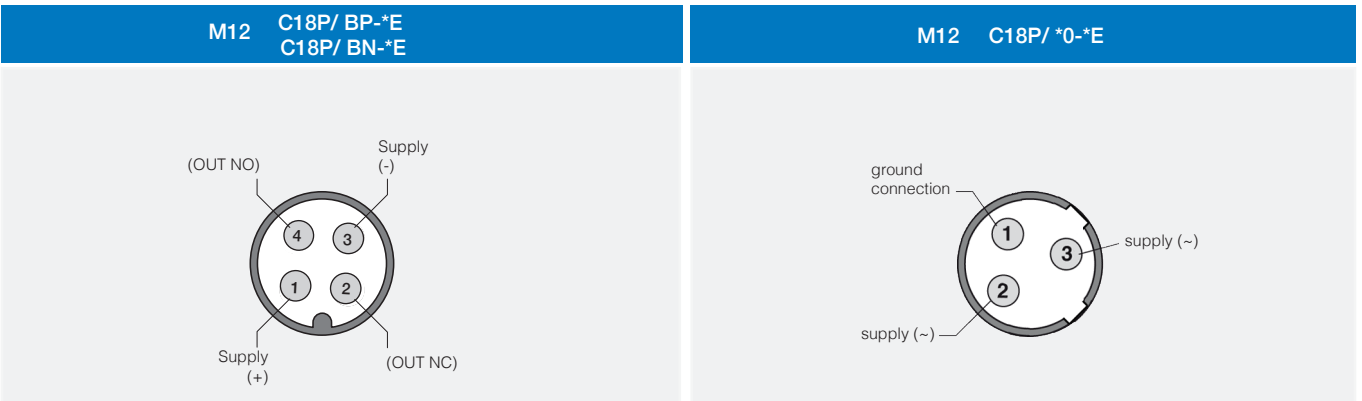 M12 C18P/ BP-*E
C18P/ BN-*E
(OUT NO)
Supply
(-)
4
3
1
2
Supply
(+)
(OUT NC)
M12 C18P/ *0-*E
ground
connection
1
3
supply (~)
2
supply (~)